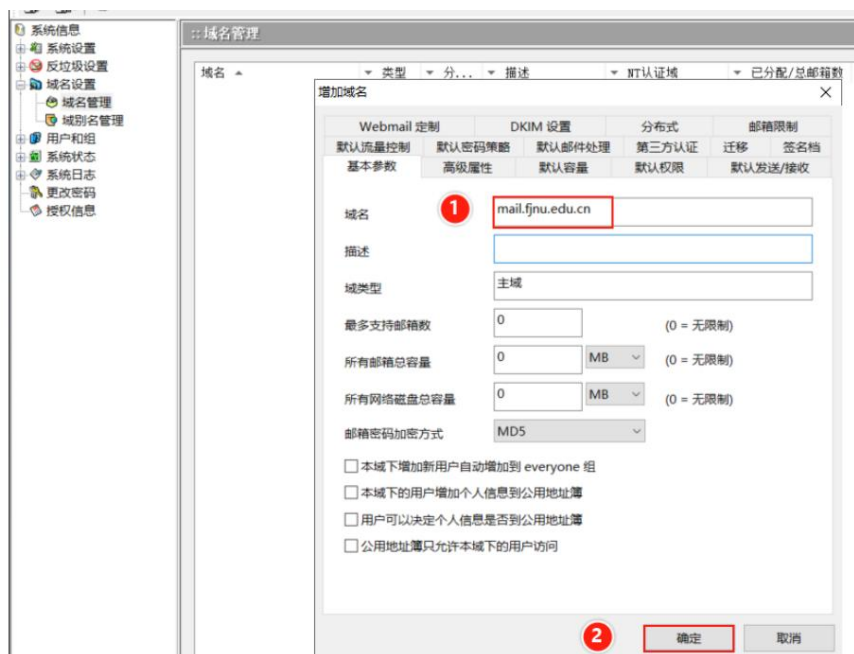 系统信息
系统设置
反垃圾设置
域名设置
域名管理
域别名管理
用户和组
系统状态
系统日志
更改密码
授权信息
::域名管理
域名 类型 分... 描述 NT认证域 已分配/总邮箱数
增加域名
Webmail 定制 DKIM 设置 分布式 邮箱限制
默认流量控制 默认密码策略 默认邮件处理 第三方认证 迁移 签名档
基本参数 高级属性 默认容量 默认权限 默认发送/接收
域名 1 mail.fjnu.edu.cn
描述
域类型 主域
最多支持邮箱数 0 (0 = 无限制)
所有邮箱总容量 0 MB (0 = 无限制)
所有网络磁盘总容量 0 MB (0 = 无限制)
邮箱密码加密方式 MD5
本域下增加新用户自动增加到 everyone 组
本域下的用户增加个人信息到公用地址簿
用户可以决定个人信息是否到公用地址簿
公用地址簿只允许本域下的用户访问
2 确定 取消